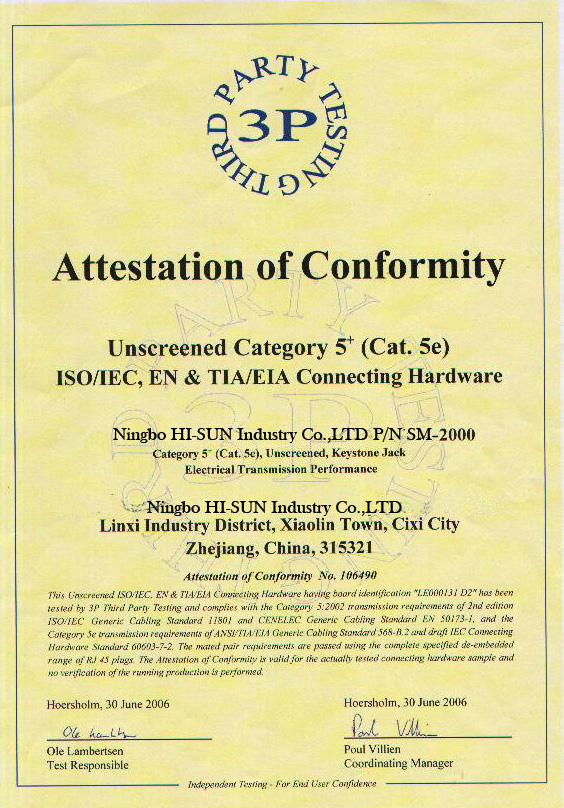 THIRD PARTY TESTING
3P
Attestation of Conformity
Unscreened Category 5+ (Cat. 5e)
ISO/IEC, EN & TIA/EIA Connecting Hardware
Ningbo HI-SUN Industry Co.,LTD P/N SM-2000
Category 5+ (Cat. 5e), Unscreened, Keystone Jack
Electrical Transmission Performance
Ningbo HI-SUN Industry Co.,LTD
Linxi Industry District, Xiaolin Town, Cixi City
Zhejiang, China, 315321
Attestation of Conformity No. 106490
This Unscreened ISO/IEC, EN & TIA/EIA Connecting Hardware having board identification "LE000131 D2" has been
tested by 3P Third Party Testing and complies with the Category 5:2002 transmission requirements of 2nd edition
ISO/IEC Generic Cabling Standard 11801 and CENELEC Generic Cabling Standard EN 50173-1, and the
Category 5e transmission requirements of ANSI/TIA/EIA Generic Cabling Standard 568-B.2 and draft IEC Connecting
Hardware Standard 60603-7-2. The mated pair requirements are passed using the complete specified de-embedded
range of RJ 45 plugs. The Attestation of Conformity is valid for the actually tested connecting hardware sample and
no verification of the running production is performed.
Hoersholm, 30 June 2006
Hoersholm, 30 June 2006
Ole Lambertsen
Test Responsible
Poul Villien
Coordinating Manager
Independent Testing - For End User Confidence